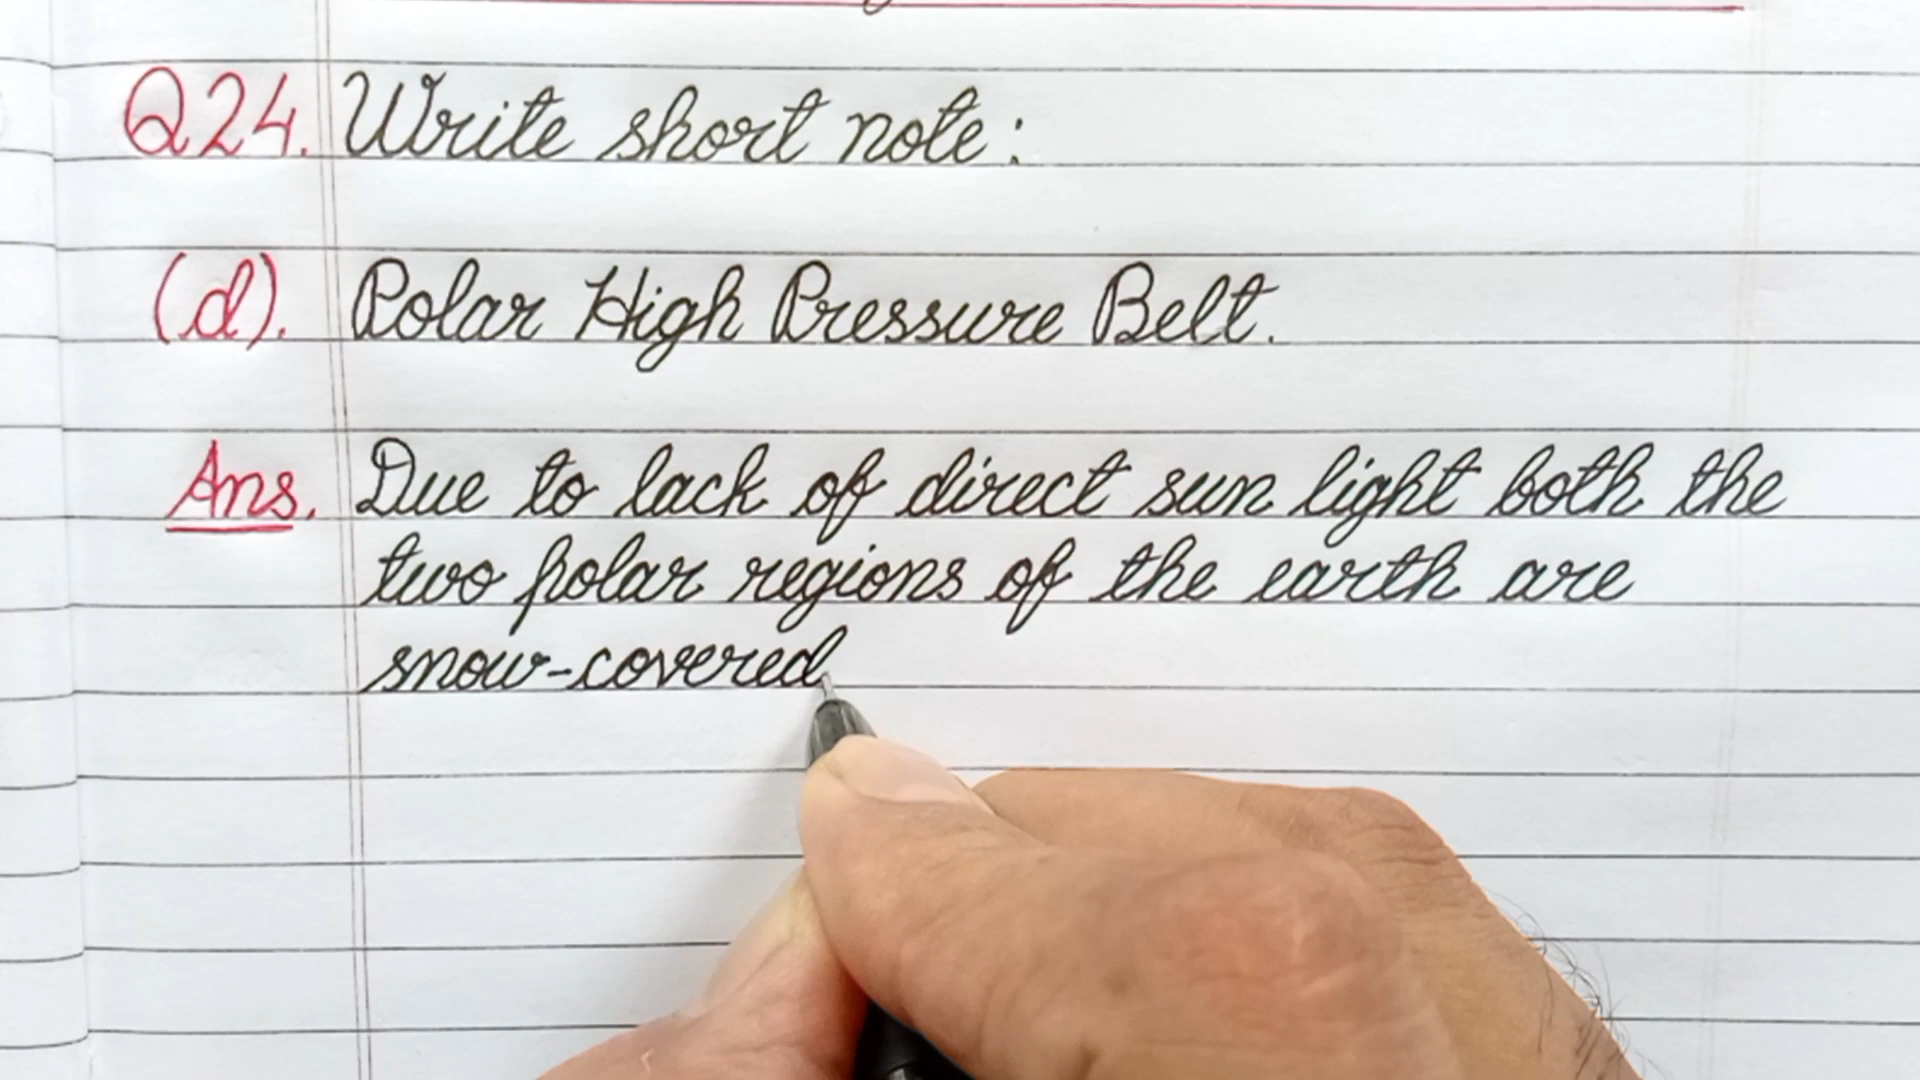 Q24. Write short note:
(d). Polar High Pressure Belt.
Ans. Due to lack of direct sun light both the
two polar regions of the earth are
snow-covered